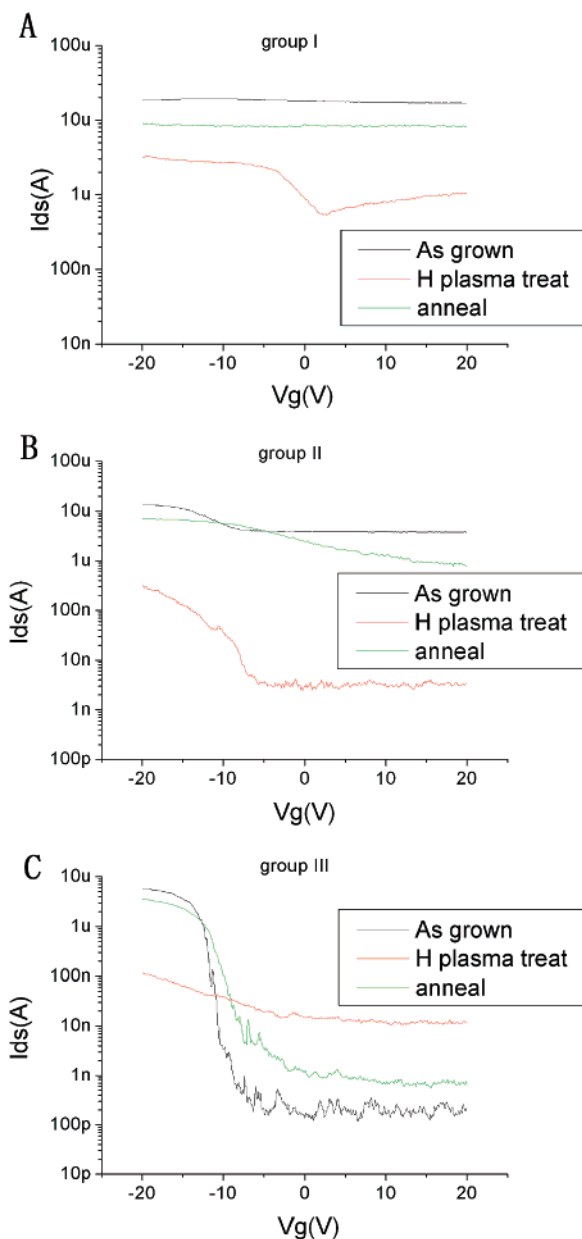 A
group I
100u
10u
1u
100n
10n
Ids(A)
As grown
H plasma treat
anneal
-20 -10 0 10 20
Vg(V)
B
group II
100u
10u
1u
100n
10n
1n
100p
Ids(A)
As grown
H plasma treat
anneal
-20 -10 0 10 20
Vg(V)
C
group III
10u
1u
100n
10n
1n
100p
10p
Ids(A)
As grown
H plasma treat
anneal
-20 -10 0 10 20
Vg(V)